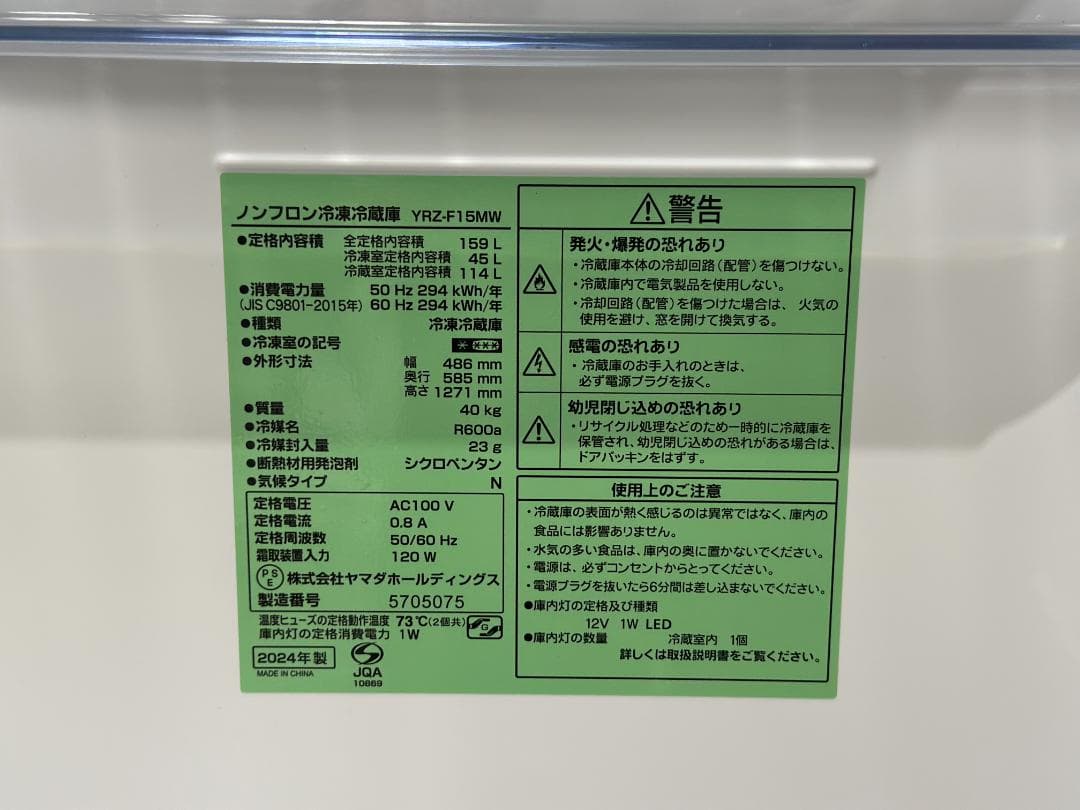 ノンフロン冷凍冷蔵庫 YRZ-F15MW
●定格内容積 全定格内容積 159 L
冷凍室定格内容積 45 L
冷蔵室定格内容積 114 L
●消費電力量 50 Hz 294 kWh/年
(JIS C9801-2015年) 60 Hz 294 kWh/年
●種類 冷凍冷蔵庫
●冷凍室の記号
●外形寸法 幅 486 mm
奥行 585 mm
高さ 1271 mm
●質量 40 kg
●冷媒名 R600a
●冷媒封入量 23 g
●断熱材用発泡剤 シクロペンタン
●気候タイプ N
定格電圧 AC100 V
定格電流 0.8 A
定格周波数 50/60 Hz
霜取装置入力 120 W
PSE 株式会社ヤマダホールディングス
製造番号 5705075
温度ヒューズの定格動作温度 73℃(2個共)
庫内灯の定格消費電力 1W
G
2024年製
MADE IN CHINA
JQA
10869
警告
発火・爆発の恐れあり
・冷蔵庫本体の冷却回路(配管)を傷つけない。
・冷蔵庫内で電気製品を使用しない。
・冷却回路(配管)を傷つけた場合は、火気の
使用を避け、窓を開けて換気する。
感電の恐れあり
・冷蔵庫のお手入れのときは、
必ず電源プラグを抜く。
幼児閉じ込めの恐れあり
・リサイクル処理などのため一時的に冷蔵庫を
保管され、幼児閉じ込めの恐れがある場合は、
ドアパッキンをはずす。
使用上のご注意
・冷蔵庫の表面が熱く感じるのは異常ではなく、庫内の
食品には影響ありません。
・水気の多い食品は、庫内の奥に置かないでください。
・電源は、必ずコンセントからとってください。
・電源プラグを抜いたら6分間は差し込まないでください。
●庫内灯の定格及び種類
12V 1W LED
●庫内灯の数量 冷蔵室内 1個
詳しくは取扱説明書をご覧ください。